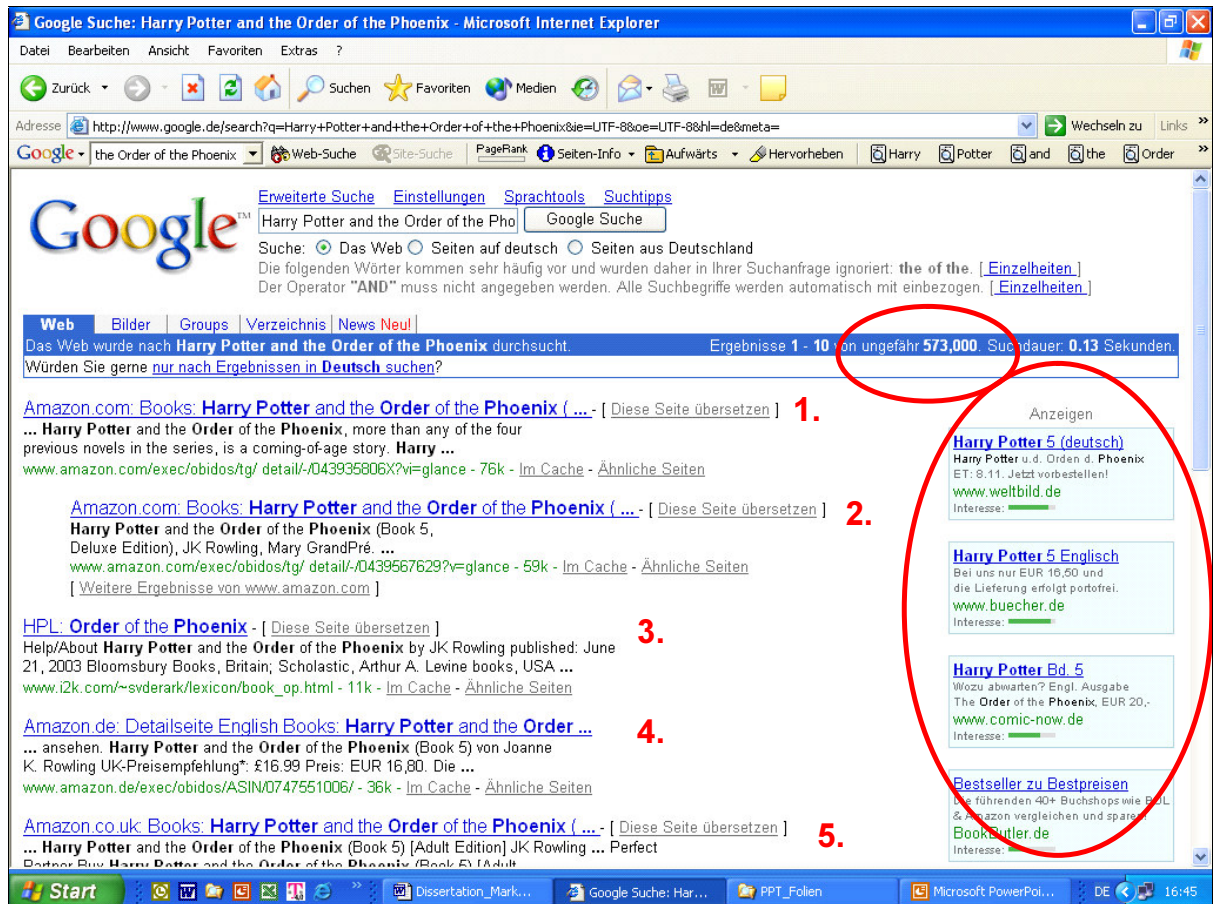 Google Suche: Harry Potter and the Order of the Phoenix - Microsoft Internet Explorer
Datei Bearbeiten Ansicht Favoriten Extras ?
Zurück Suchen Favoriten Medien
Adresse http://www.google.de/search?q=Harry+Potter+and+the+Order+of+the+Phoenix&ie=UTF-8&oe=UTF-8&hl=de&meta= Wechseln zu Links »
Google the Order of the Phoenix Web-Suche Site-Suche PageRank Seiten-Info Aufwärts Hervorheben Harry Potter and the Order »
Erweiterte Suche Einstellungen Sprachtools Suchtipps
Google™ Harry Potter and the Order of the Pho Google Suche
Suche: Das Web Seiten auf deutsch Seiten aus Deutschland
Die folgenden Wörter kommen sehr häufig vor und wurden daher in Ihrer Suchanfrage ignoriert: the of the. [ Einzelheiten ]
Der Operator "AND" muss nicht angegeben werden. Alle Suchbegriffe werden automatisch mit einbezogen. [ Einzelheiten ]
Web Bilder Groups Verzeichnis News Neu!
Das Web wurde nach Harry Potter and the Order of the Phoenix durchsucht. Ergebnisse 1 - 10 von ungefähr 573,000. Suchdauer: 0.13 Sekunden.
Würden Sie gerne nur nach Ergebnissen in Deutsch suchen?
Amazon.com: Books: Harry Potter and the Order of the Phoenix ( ... - [ Diese Seite übersetzen ] 1.
... Harry Potter and the Order of the Phoenix, more than any of the four
previous novels in the series, is a coming-of-age story. Harry ...
www.amazon.com/exec/obidos/tg/ detail/-/043935806X?vi=glance - 76k - Im Cache - Ähnliche Seiten
Amazon.com: Books: Harry Potter and the Order of the Phoenix ( ... - [ Diese Seite übersetzen ] 2.
Harry Potter and the Order of the Phoenix (Book 5,
Deluxe Edition), JK Rowling, Mary GrandPré. ...
www.amazon.com/exec/obidos/tg/ detail/-/0439567629?v=glance - 59k - Im Cache - Ähnliche Seiten
[ Weitere Ergebnisse von www.amazon.com ]
HPL: Order of the Phoenix - [ Diese Seite übersetzen ] 3.
Help/About Harry Potter and the Order of the Phoenix by JK Rowling published: June
21, 2003 Bloomsbury Books, Britain; Scholastic, Arthur A. Levine books, USA ...
www.i2k.com/~svderark/lexicon/book_op.html - 11k - Im Cache - Ähnliche Seiten
Amazon.de: Detailseite English Books: Harry Potter and the Order ... 4.
... ansehen. Harry Potter and the Order of the Phoenix (Book 5) von Joanne
K. Rowling UK-Preisempfehlung*: £16.99 Preis: EUR 16,80. Die ...
www.amazon.de/exec/obidos/ASIN/0747551006/ - 36k - Im Cache - Ähnliche Seiten
Amazon.co.uk: Books: Harry Potter and the Order of the Phoenix ( ... - [ Diese Seite übersetzen ] 5.
... Harry Potter and the Order of the Phoenix (Book 5) [Adult Edition] JK Rowling ... Perfect
Partner Buy Harry Potter and the Order of the Phoenix (Book 5) [Adult
Anzeigen
Harry Potter 5 (deutsch)
Harry Potter u.d. Orden d. Phoenix
ET: 8.11. Jetzt vorbestellen!
www.weltbild.de
Interesse:
Harry Potter 5 Englisch
Bei uns nur EUR 16,50 und
die Lieferung erfolgt portofrei.
www.buecher.de
Interesse:
Harry Potter Bd. 5
Wozu abwarten? Engl. Ausgabe
The Order of the Phoenix, EUR 20,-
www.comic-now.de
Interesse:
Bestseller zu Bestpreisen
Die führenden 40+ Buchshops wie BOL
& Amazon vergleichen und sparen!
BookButler.de
Interesse:
Start » Dissertation_Mark... Google Suche: Har... PPT_Folien Microsoft PowerPoi... DE 16:45